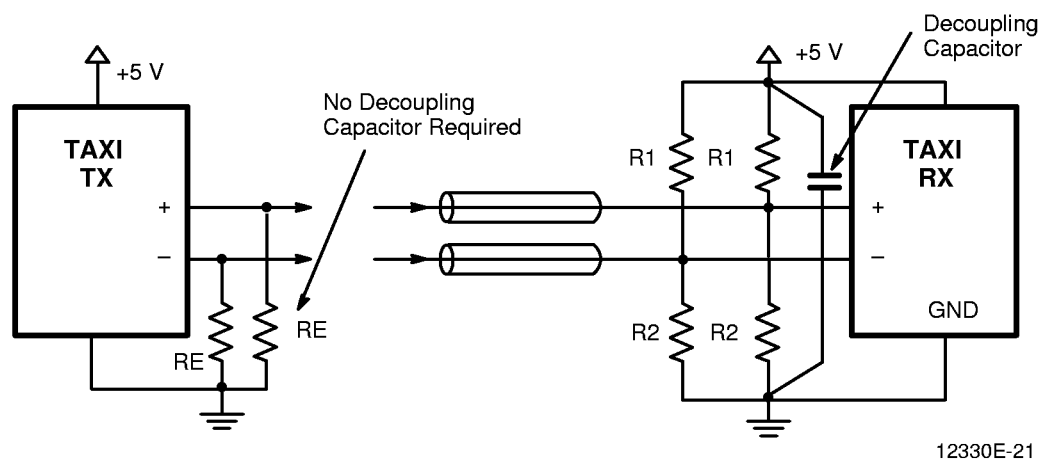 Decoupling
Capacitor
+5 V
+5 V
No Decoupling
Capacitor Required
TAXI
TX
R1
R1
TAXI
RX
+
+
–
–
GND
RE
RE
R2
R2
12330E-21